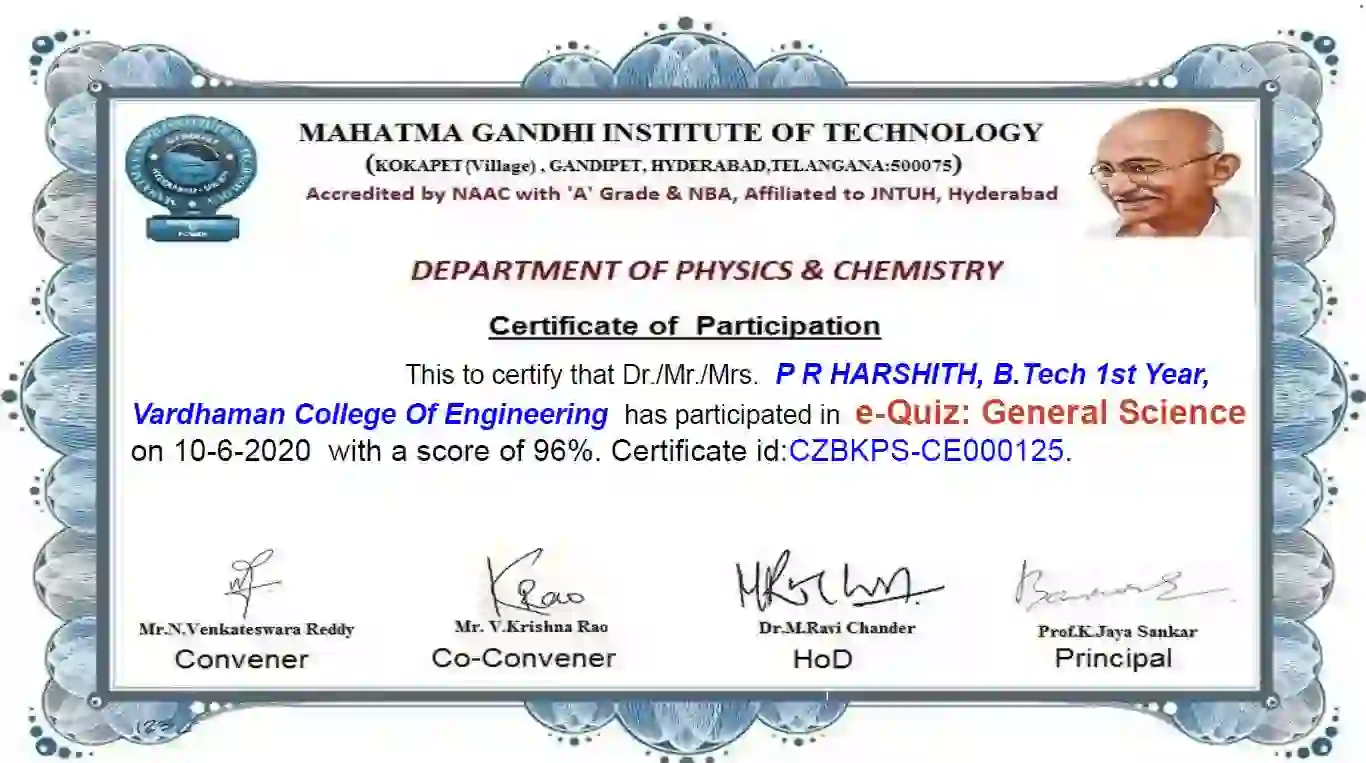 MAHATMA GANDHI INSTITUTE OF TECHNOLOGY
(KOKAPET{Village} , GANDIPET, HYDERABAD,TELANGANA:500075)
Accredited by NAAC with 'A' Grade & NBA, Affiliated to JNTUH, Hyderabad
DEPARTMENT OF PHYSICS & CHEMISTRY
Certificate of Participation
This to certify that Dr./Mr./Mrs. P R HARSHITH, B.Tech 1st Year,
Vardhaman College Of Engineering has participated in e-Quiz: General Science
on 10-6-2020 with a score of 96%. Certificate id:CZBKPS-CE000125.
KRao
Mr.N.Venkateswara Reddy Mr. V.Krishna Rao Dr.M.Ravi Chander Prof.K.Jaya Sankar
Convener Co-Convener HoD Principal